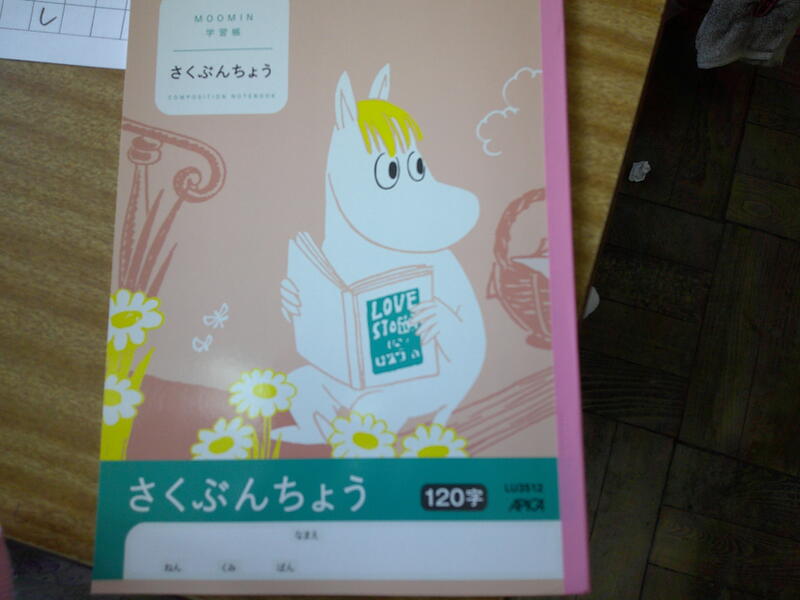 し
MOOMIN
学習帳
さくぶんちょう
COMPOSITION NOTEBOOK
LOVE
さくぶんちょう
120字
LU3512
APICA
なまえ
ねん くみ ばん